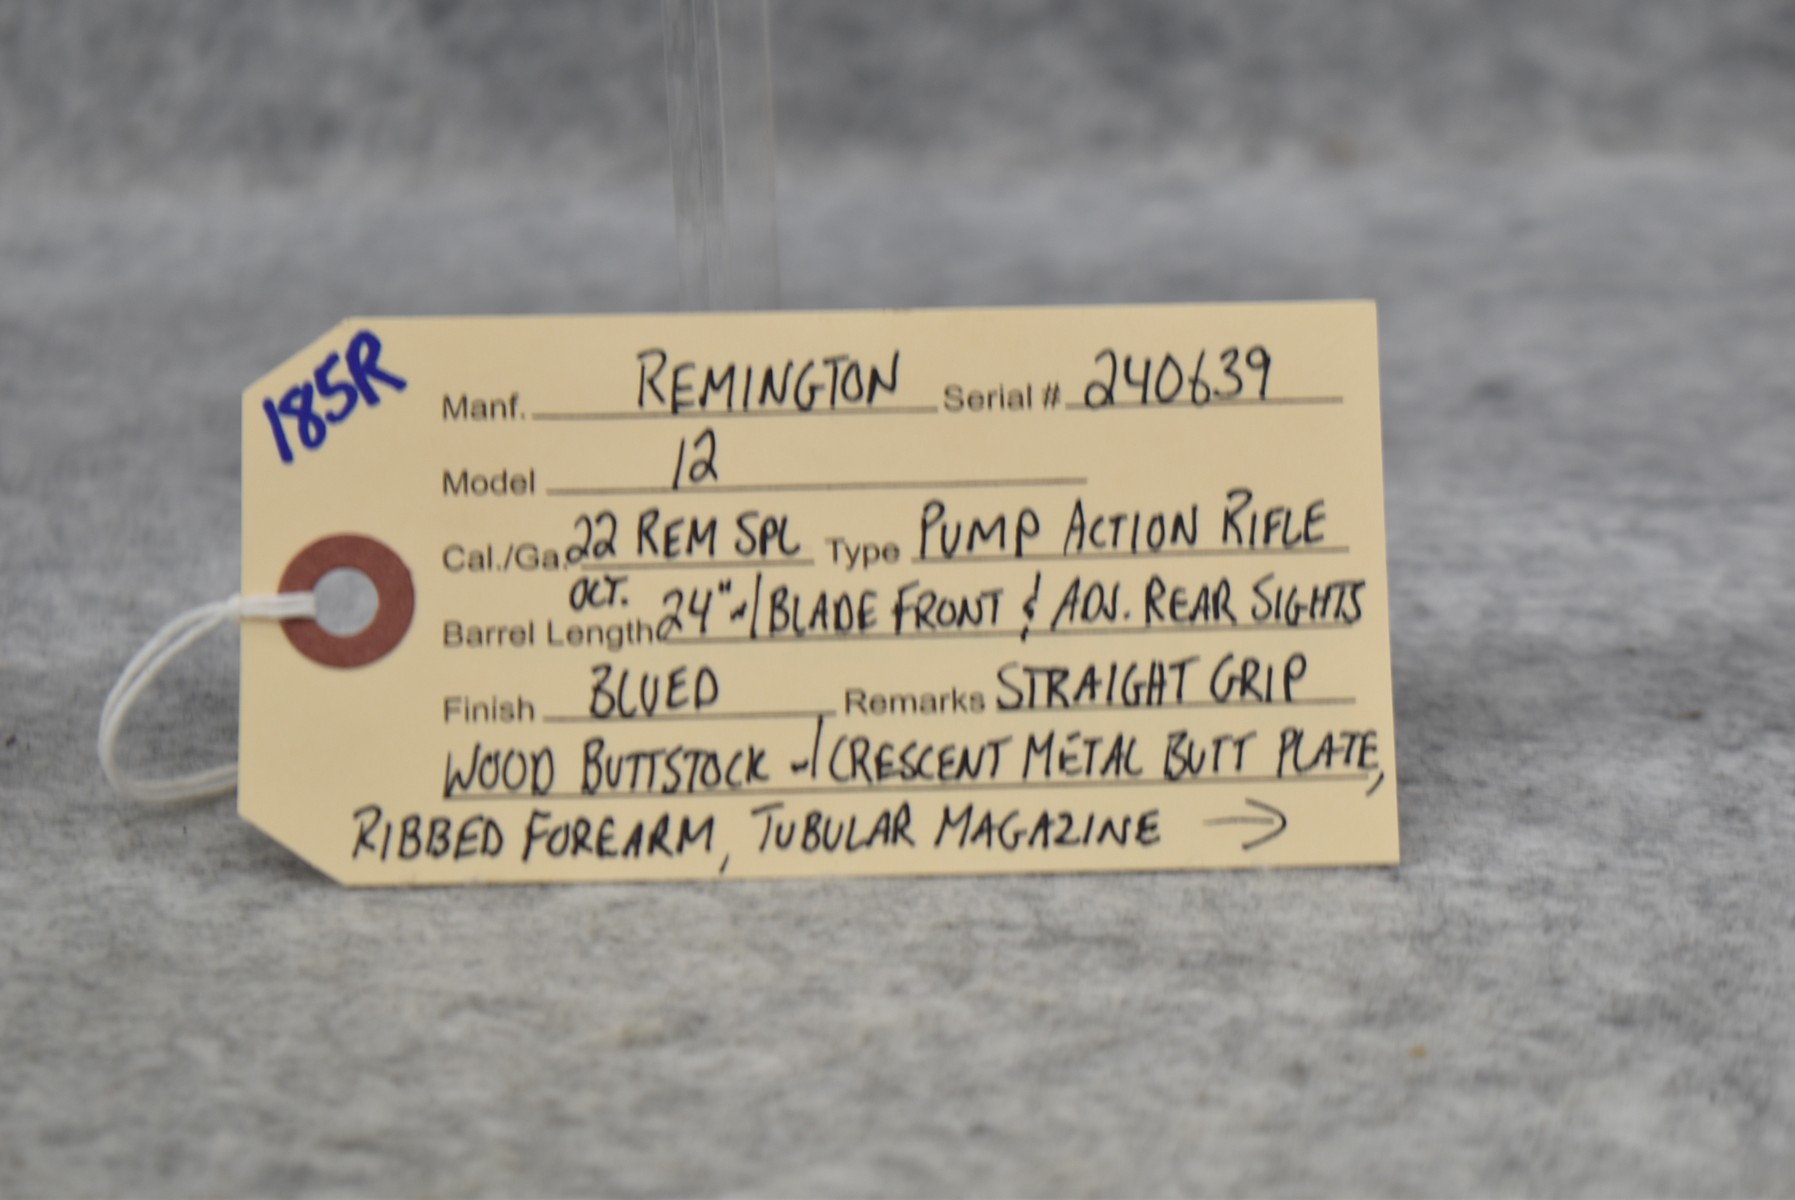 185R
Manf. REMINGTON Serial # 240639
Model 12
Cal./Ga. 22 REM SPL Type PUMP ACTION RIFLE
OCT.
Barrel Length 24" w/ BLADE FRONT & ADJ. REAR SIGHTS
Finish BLUED Remarks STRAIGHT GRIP
WOOD BUTTSTOCK w/ CRESCENT METAL BUTT PLATE,
RIBBED FOREARM, TUBULAR MAGAZINE →